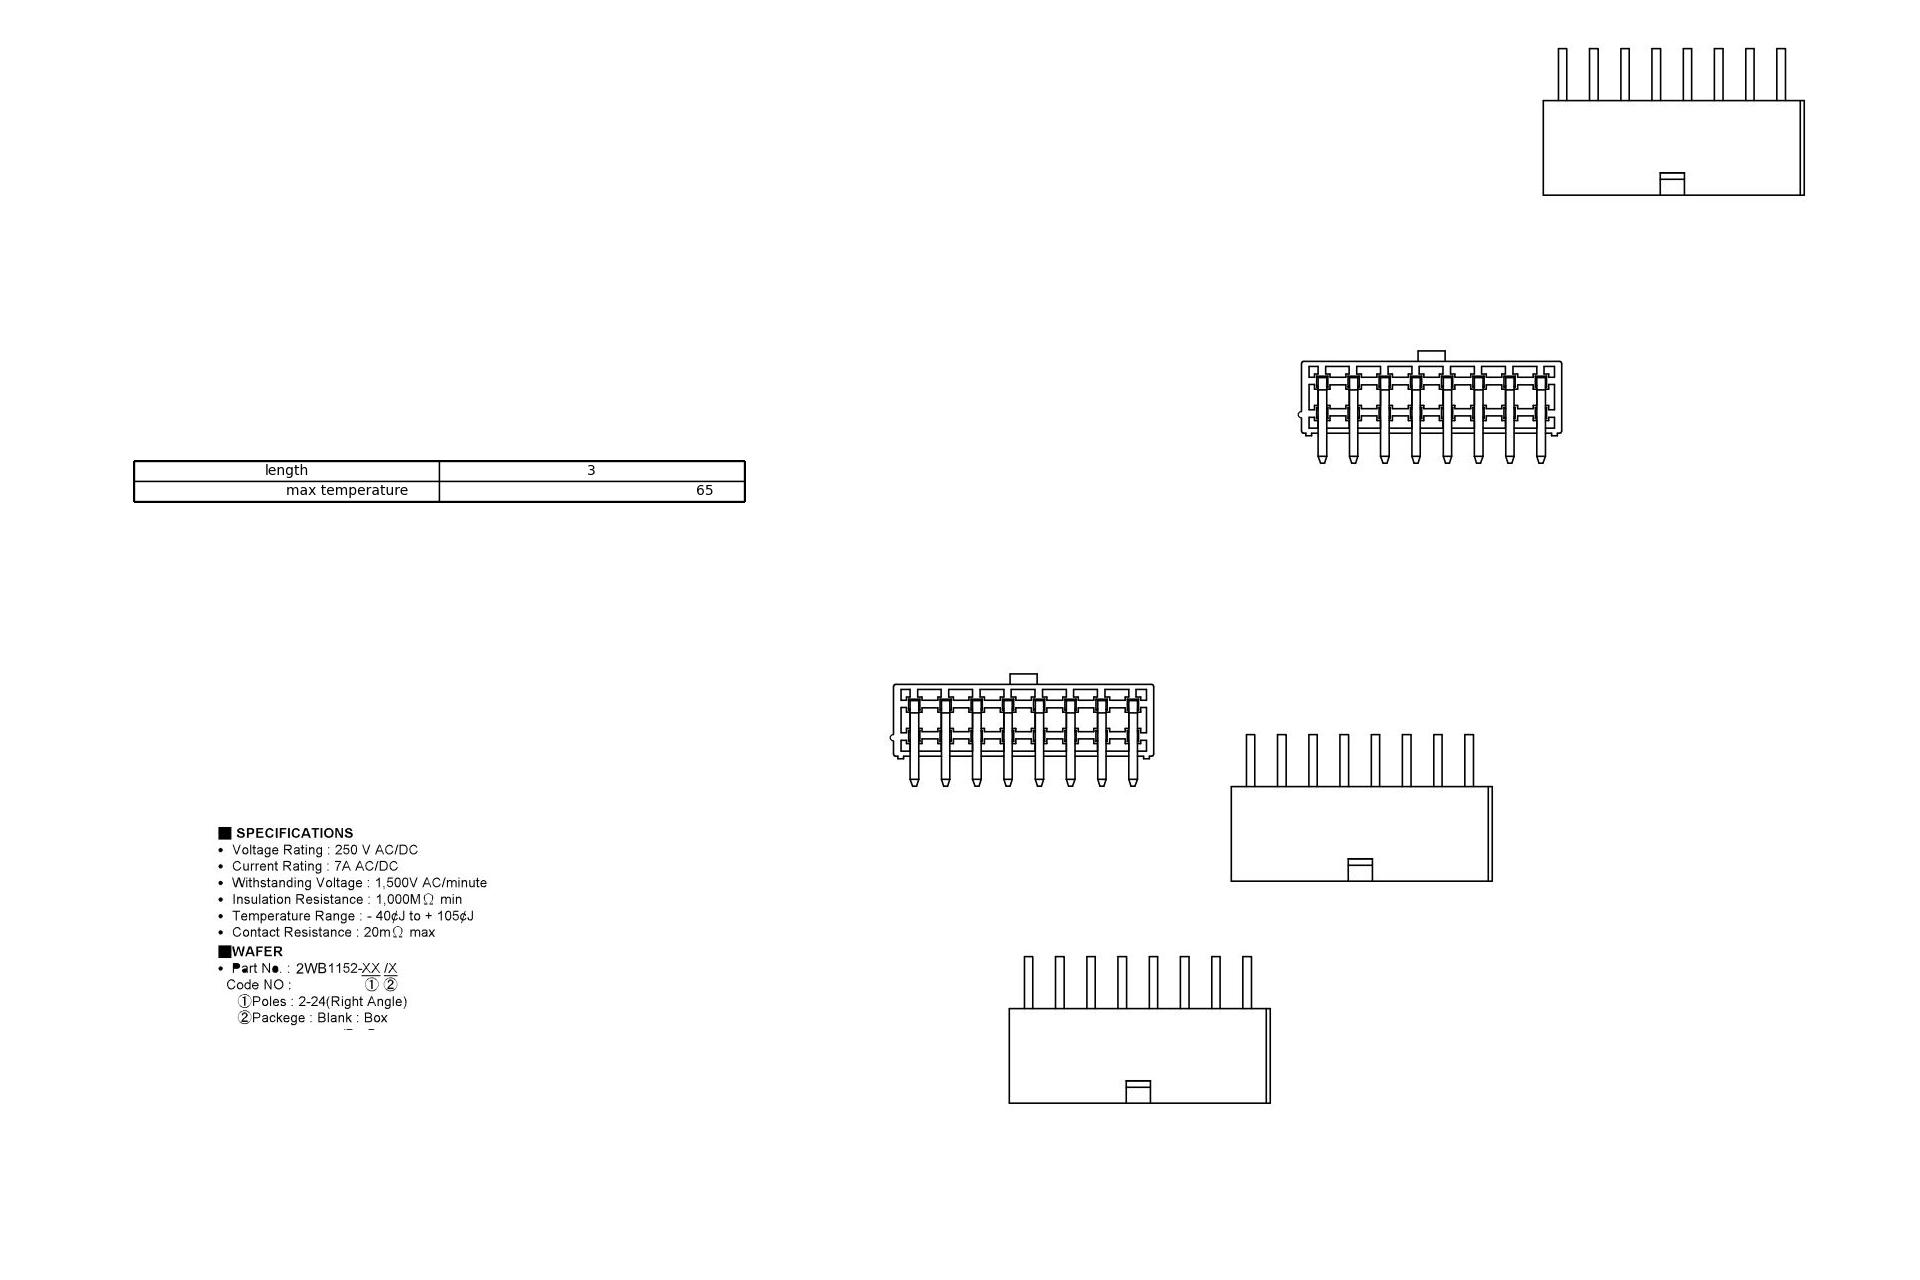 length 3
max temperature 65
■ SPECIFICATIONS
• Voltage Rating : 250 V AC/DC
• Current Rating : 7A AC/DC
• Withstanding Voltage : 1,500V AC/minute
• Insulation Resistance : 1,000MΩ min
• Temperature Range : - 40¢J to + 105¢J
• Contact Resistance : 20mΩ max
■WAFER
• Part No. : 2WB1152-XX /X
Code NO : ① ②
①Poles : 2-24(Right Angle)
②Packege : Blank : Box